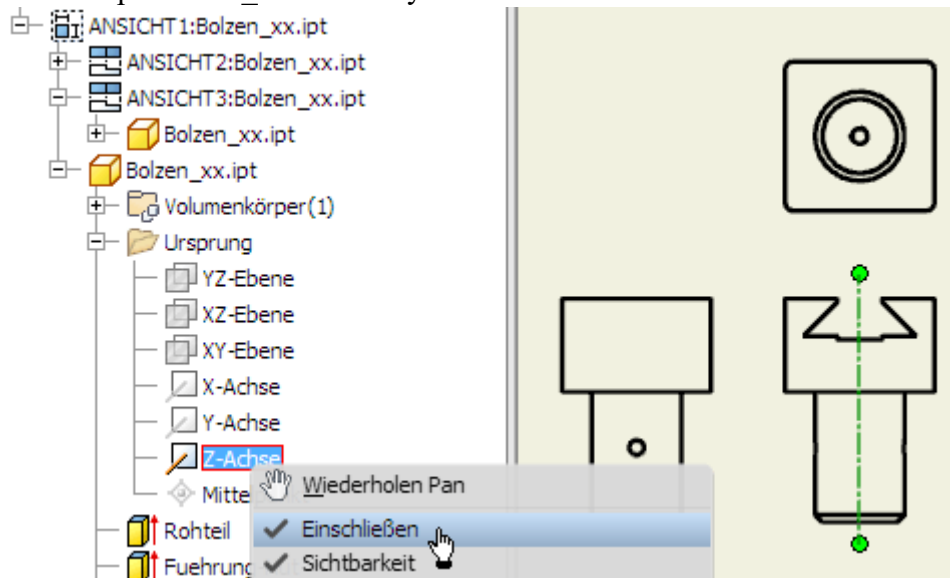 ANSICHT1:Bolzen_xx.ipt
ANSICHT2:Bolzen_xx.ipt
ANSICHT3:Bolzen_xx.ipt
Bolzen_xx.ipt
Bolzen_xx.ipt
Volumenkörper(1)
Ursprung
YZ-Ebene
XZ-Ebene
XY-Ebene
X-Achse
Y-Achse
Z-Achse
Mitte
Wiederholen Pan
Rohteil
Einschließen
Fuehrung
Sichtbarkeit